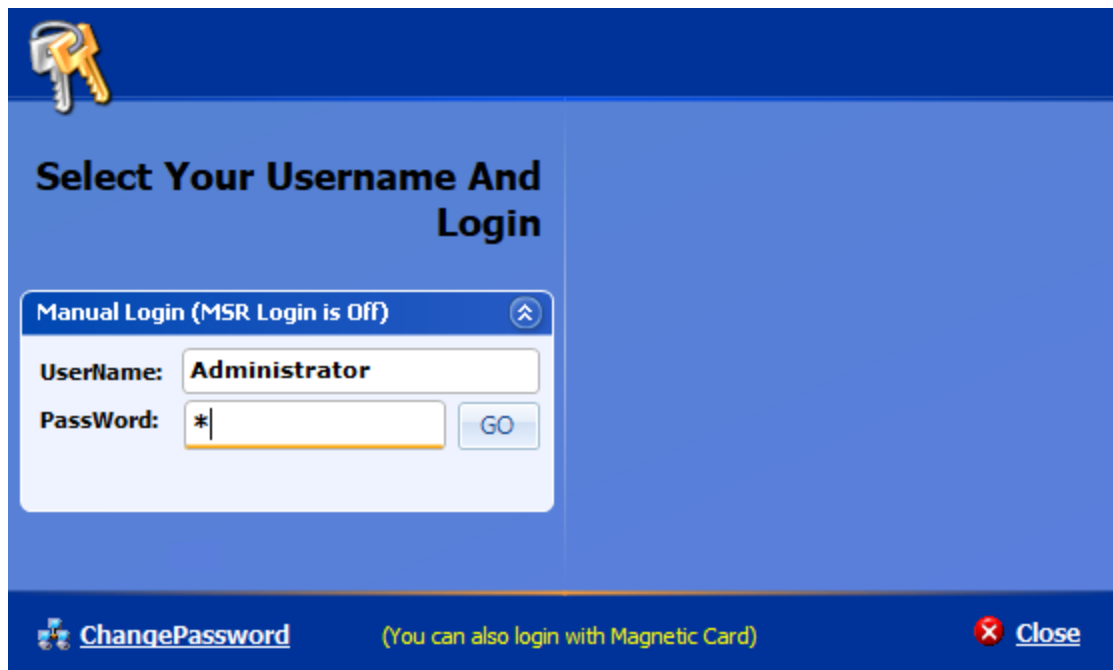 Select Your Username And
Login
Manual Login (MSR Login is Off)
UserName: Administrator
PassWord: *
GO
ChangePassword (You can also login with Magnetic Card) Close